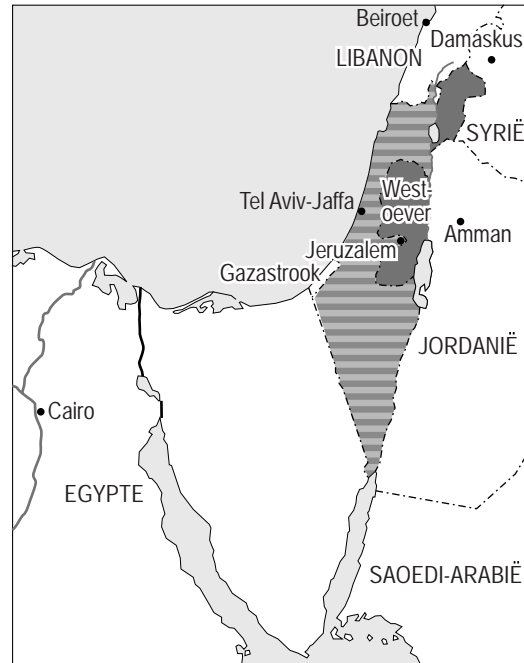 Beiroet
Damaskus
LIBANON
SYRIË
West-
oever
Tel Aviv-Jaffa
Amman
Jeruzalem
Gazastrook
JORDANIË
Cairo
EGYPTE
SAOEDI-ARABIË